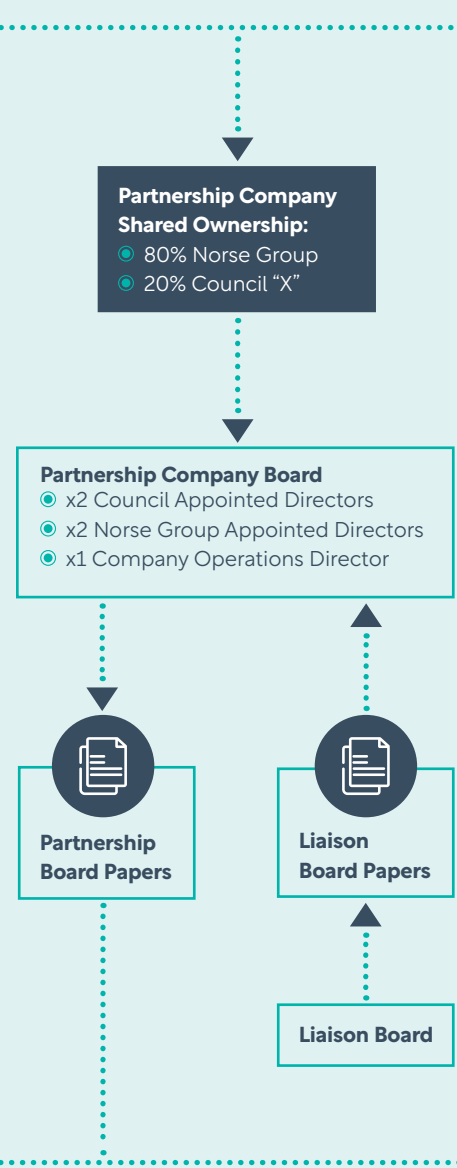 Partnership Company
Shared Ownership:
80% Norse Group
20% Council “X”
Partnership Company Board
x2 Council Appointed Directors
x2 Norse Group Appointed Directors
x1 Company Operations Director
Partnership
Board Papers
Liaison
Board Papers
Liaison Board